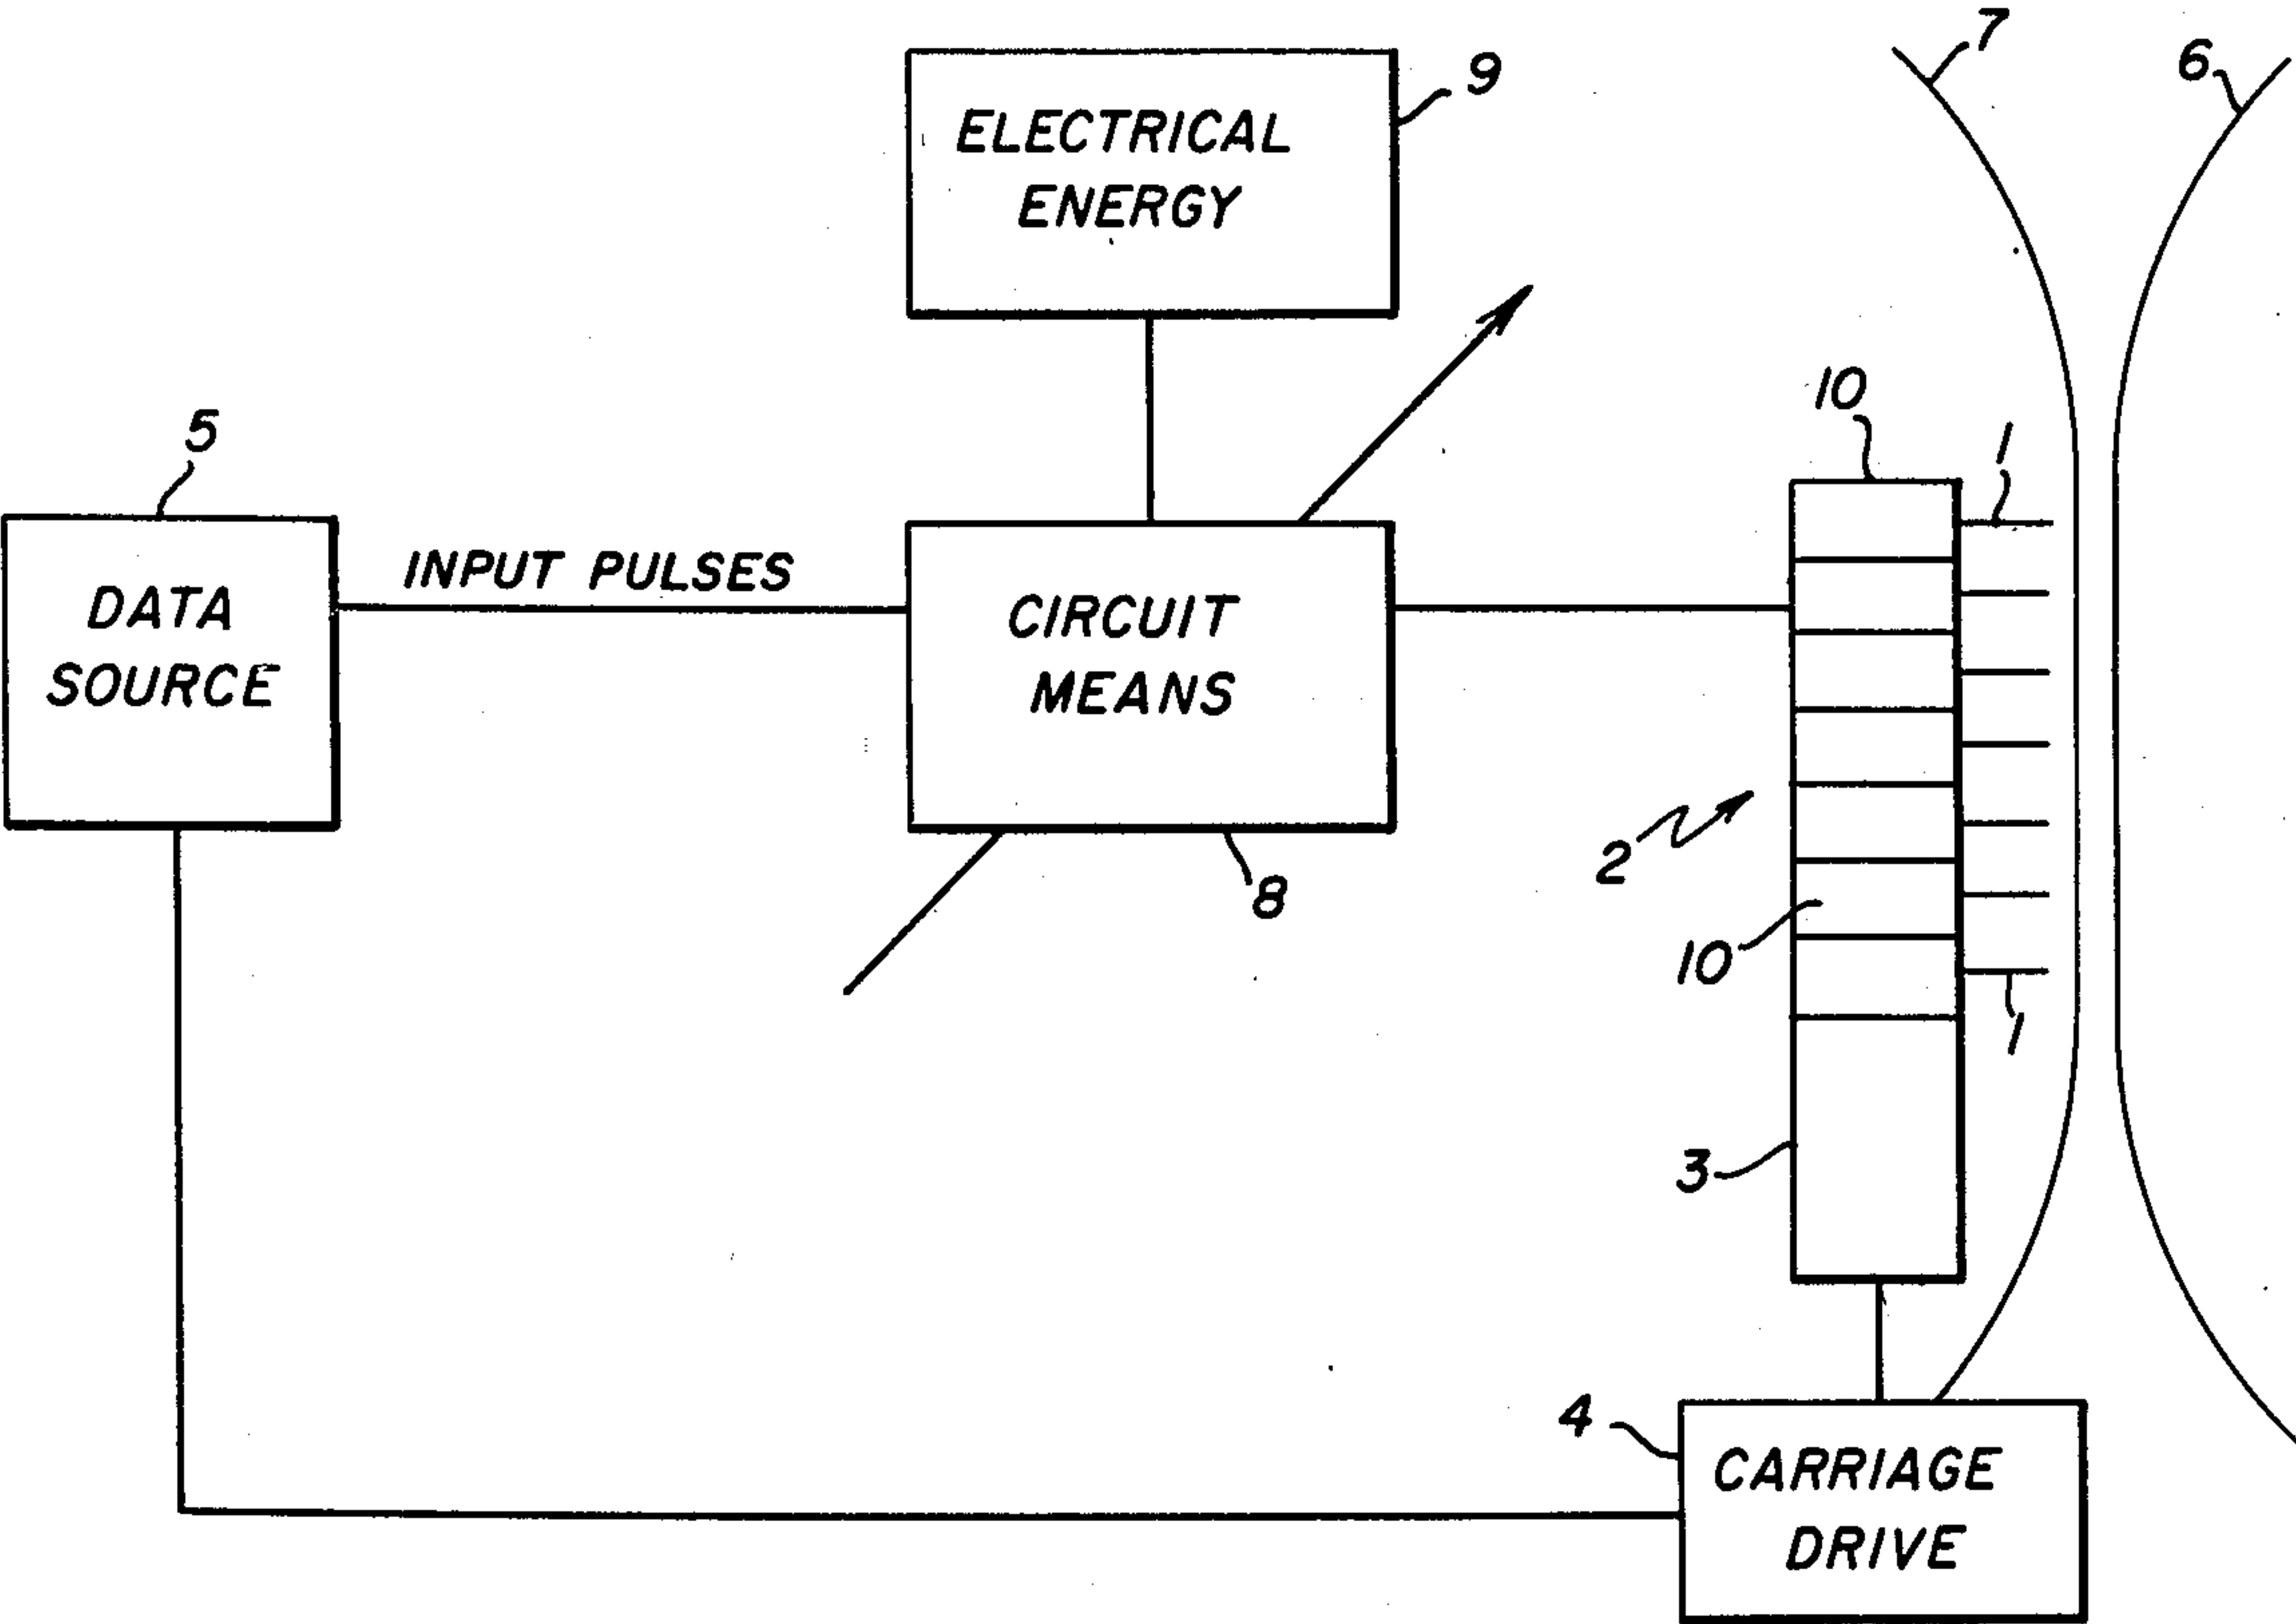 7
6
9
ELECTRICAL
ENERGY
10
1
5
INPUT PULSES
DATA
SOURCE
CIRCUIT
MEANS
2
8
10
1
3
4
CARRIAGE
DRIVE